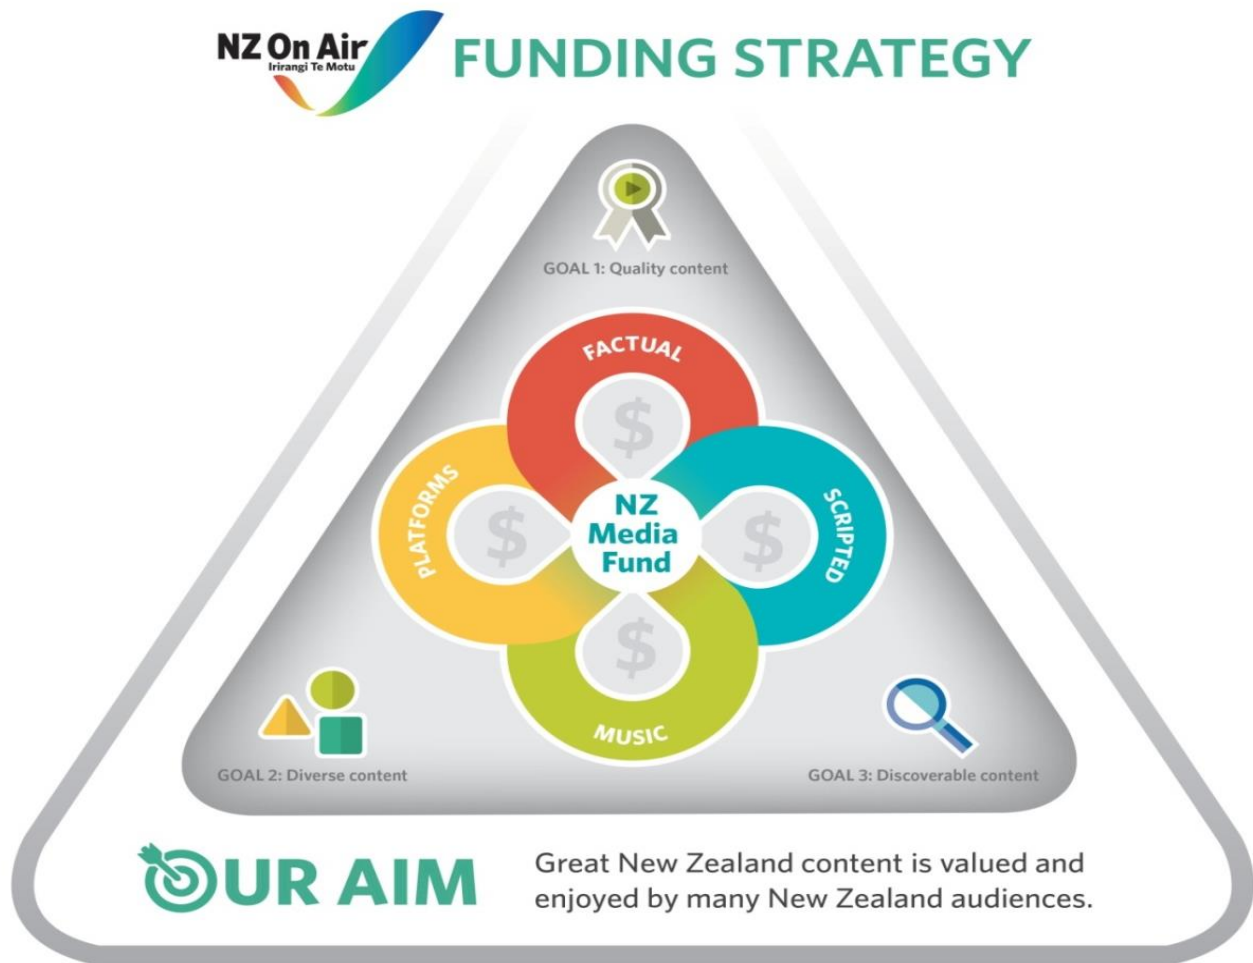 NZ On Air
Irirangi Te Motu
FUNDING STRATEGY
GOAL 1: Quality content
FACTUAL
$
PLATFORMS
$
NZ
Media
Fund
$
SCRIPTED
$
MUSIC
GOAL 2: Diverse content
GOAL 3: Discoverable content
OUR AIM
Great New Zealand content is valued and
enjoyed by many New Zealand audiences.